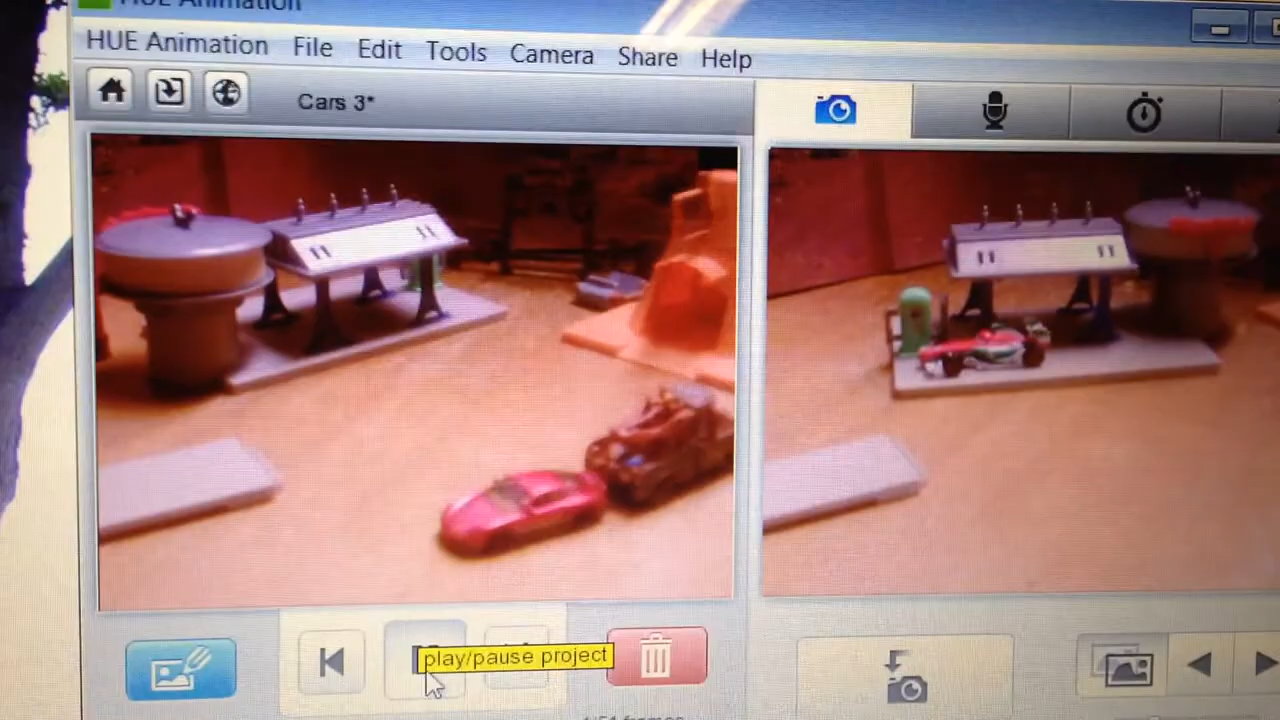 HUE Animation
HUE Animation File Edit Tools Camera Share Help
Cars 3*
play/pause project